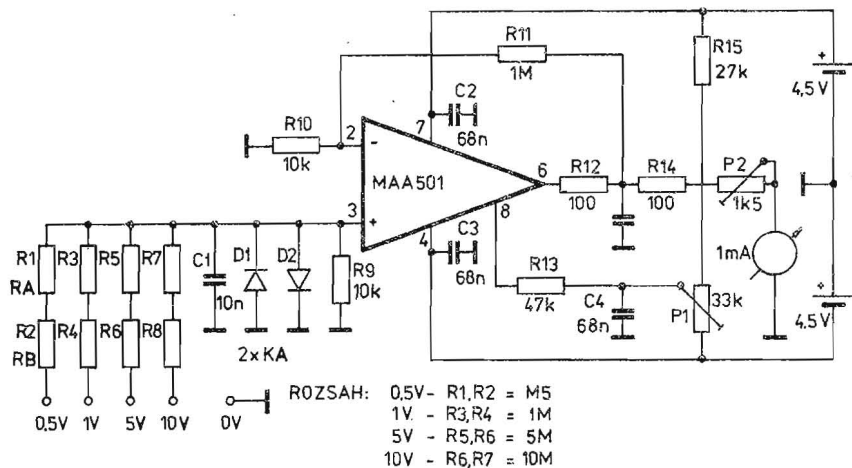 R11
1M
R15
27k
+
4,5V
C2
68n
R10
10k
2
-
7
MAA501
6
R12
100
R14
100
P2
1k5
3
+
8
4
C3
68n
1mA
R1
RA
R3
R5
R7
C1
10n
D1
D2
R9
10k
R13
47k
C4
68n
P1
33k
+
4,5V
R2
RB
R4
R6
R8
2×KA
0,5V
1V
5V
10V
0V
ROZSAH: 0,5V - R1,R2 = M5
1V - R3,R4 = 1M
5V - R5,R6 = 5M
10V - R6,R7 = 10M